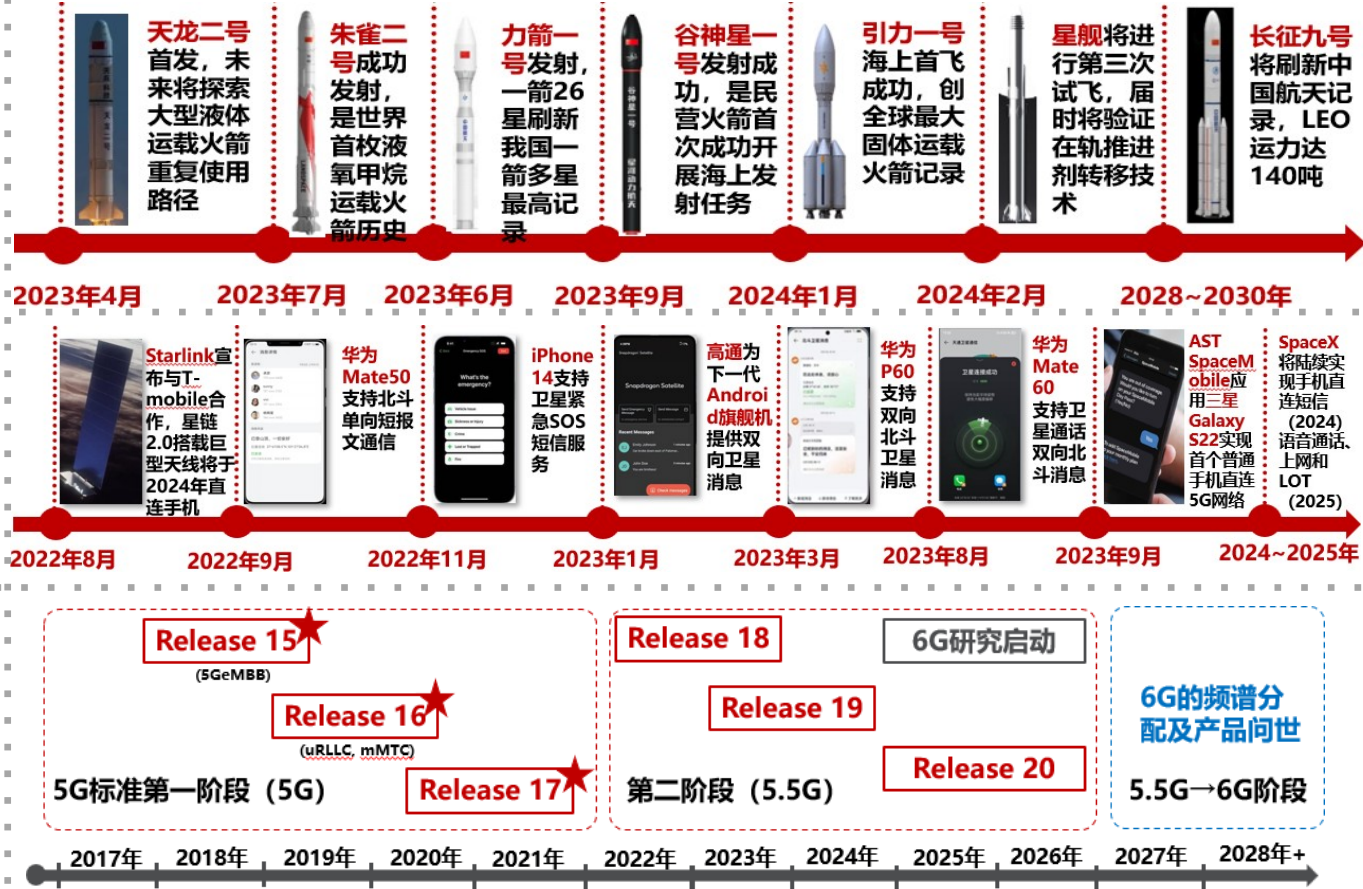 天龙二号
首发，未
来将探索
大型液体
运载火箭
重复使用
路径
朱雀二
号成功
发射，
是世界
首枚液
氧甲烷
运载火
箭历史
力箭一
号发射，
一箭26
星刷新
我国一
箭多星
最高记
录
谷神星一号
星河动力航天
谷神星一
号发射成
功，是民
营火箭首
次成功开
展海上发
射任务
引力一号
海上首飞
成功，创
全球最大
固体运载
火箭记录
星舰将进
行第三次
试飞，届
时将验证
在轨推进
剂转移技
术
长征九号
将刷新中
国航天记
录，LEO
运力达
140吨
2023年4月
2023年7月
2023年6月
2023年9月
2024年1月
2024年2月
2028~2030年
Starlink宣
布与T_
mobile合
作，星链
2.0搭载巨
型天线将于
2024年直
连手机
华为
Mate50
支持北斗
单向短报
文通信
What's the
emergency?
iPhone
14支持
卫星紧
急SOS
短信服
务
Snapdragon Satellite
高通为
下一代
Androi
d旗舰机
提供双
向卫星
消息
华为
P60
支持
双向
北斗
卫星
消息
卫星连接成功
华为
Mate
60
支持卫
星通话
双向北
斗消息
AST
SpaceM
obile应
用三星
Galaxy
S22实现
首个普通
手机直连
5G网络
SpaceX
将陆续实
现手机直
连短信
(2024)
语音通话、
上网和
LOT
(2025)
2022年8月
2022年9月
2022年11月
2023年1月
2023年3月
2023年8月
2023年9月
2024~2025年
Release 15
(5GeMBB)
Release 16
(uRLLC, mMTC)
Release 17
5G标准第一阶段（5G）
Release 18
6G研究启动
Release 19
Release 20
第二阶段（5.5G）
6G的频谱分
配及产品问世
5.5G→6G阶段
2017年
2018年
2019年
2020年
2021年
2022年
2023年
2024年
2025年
2026年
2027年
2028年+